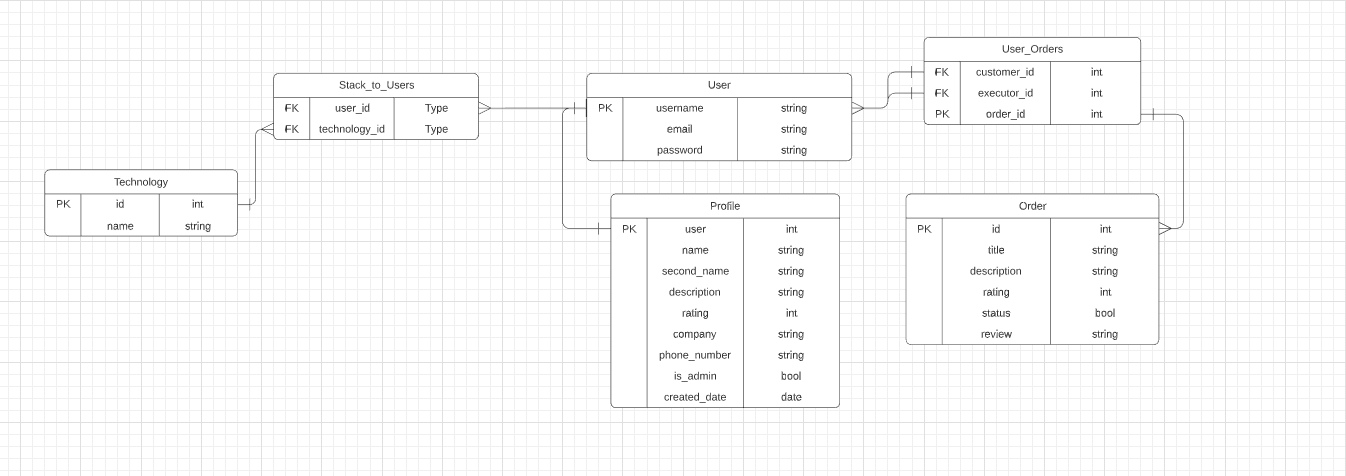 User_Orders
FK customer_id int
FK executor_id int
PK order_id int
Stack_to_Users
FK user_id Type
FK technology_id Type
User
PK username string
email string
password string
Technology
PK id int
name string
Profile
PK user int
name string
second_name string
description string
rating int
company string
phone_number string
is_admin bool
created_date date
Order
PK id int
title string
description string
rating int
status bool
review string